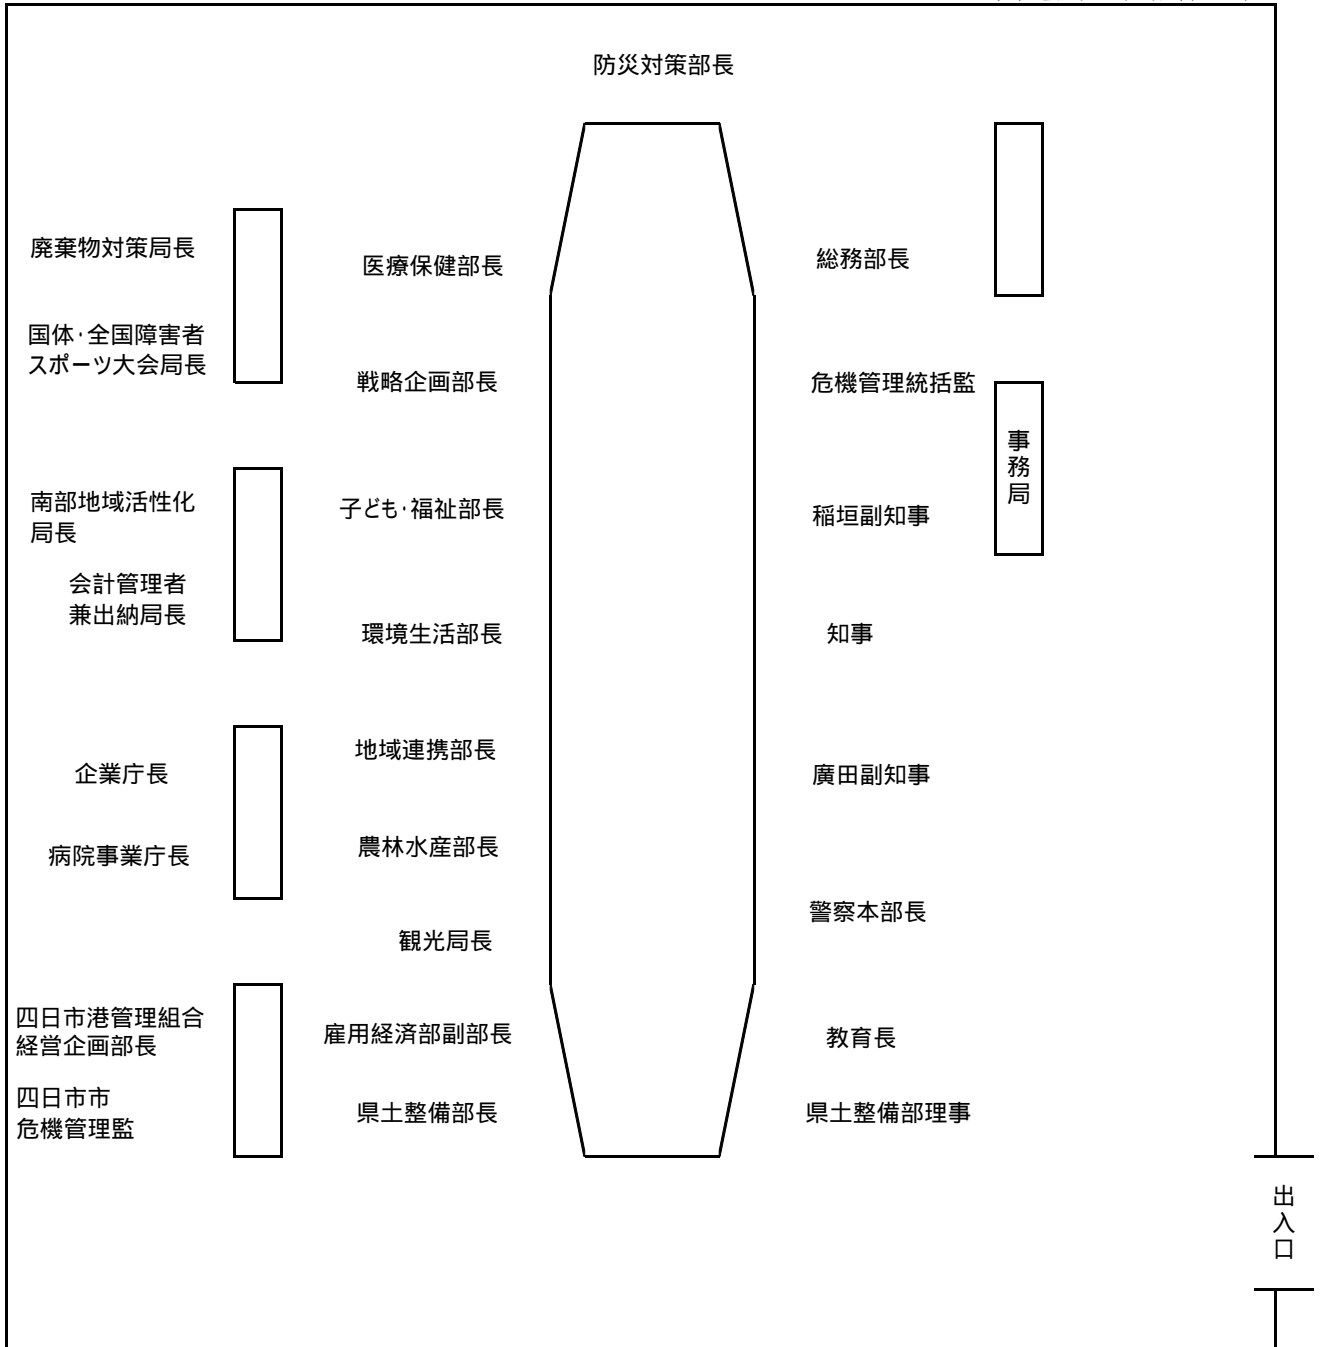 防災対策部長
廃棄物対策局長
国体・全国障害者
スポーツ大会局長
南部地域活性化
局長
会計管理者
兼出納局長
企業庁長
病院事業庁長
四日市港管理組合
経営企画部長
四日市市
危機管理監
医療保健部長
戦略企画部長
子ども・福祉部長
環境生活部長
地域連携部長
農林水産部長
観光局長
雇用経済部副部長
県土整備部長
総務部長
危機管理統括監
稲垣副知事
知事
廣田副知事
警察本部長
教育長
県土整備部理事
事務局
出入口